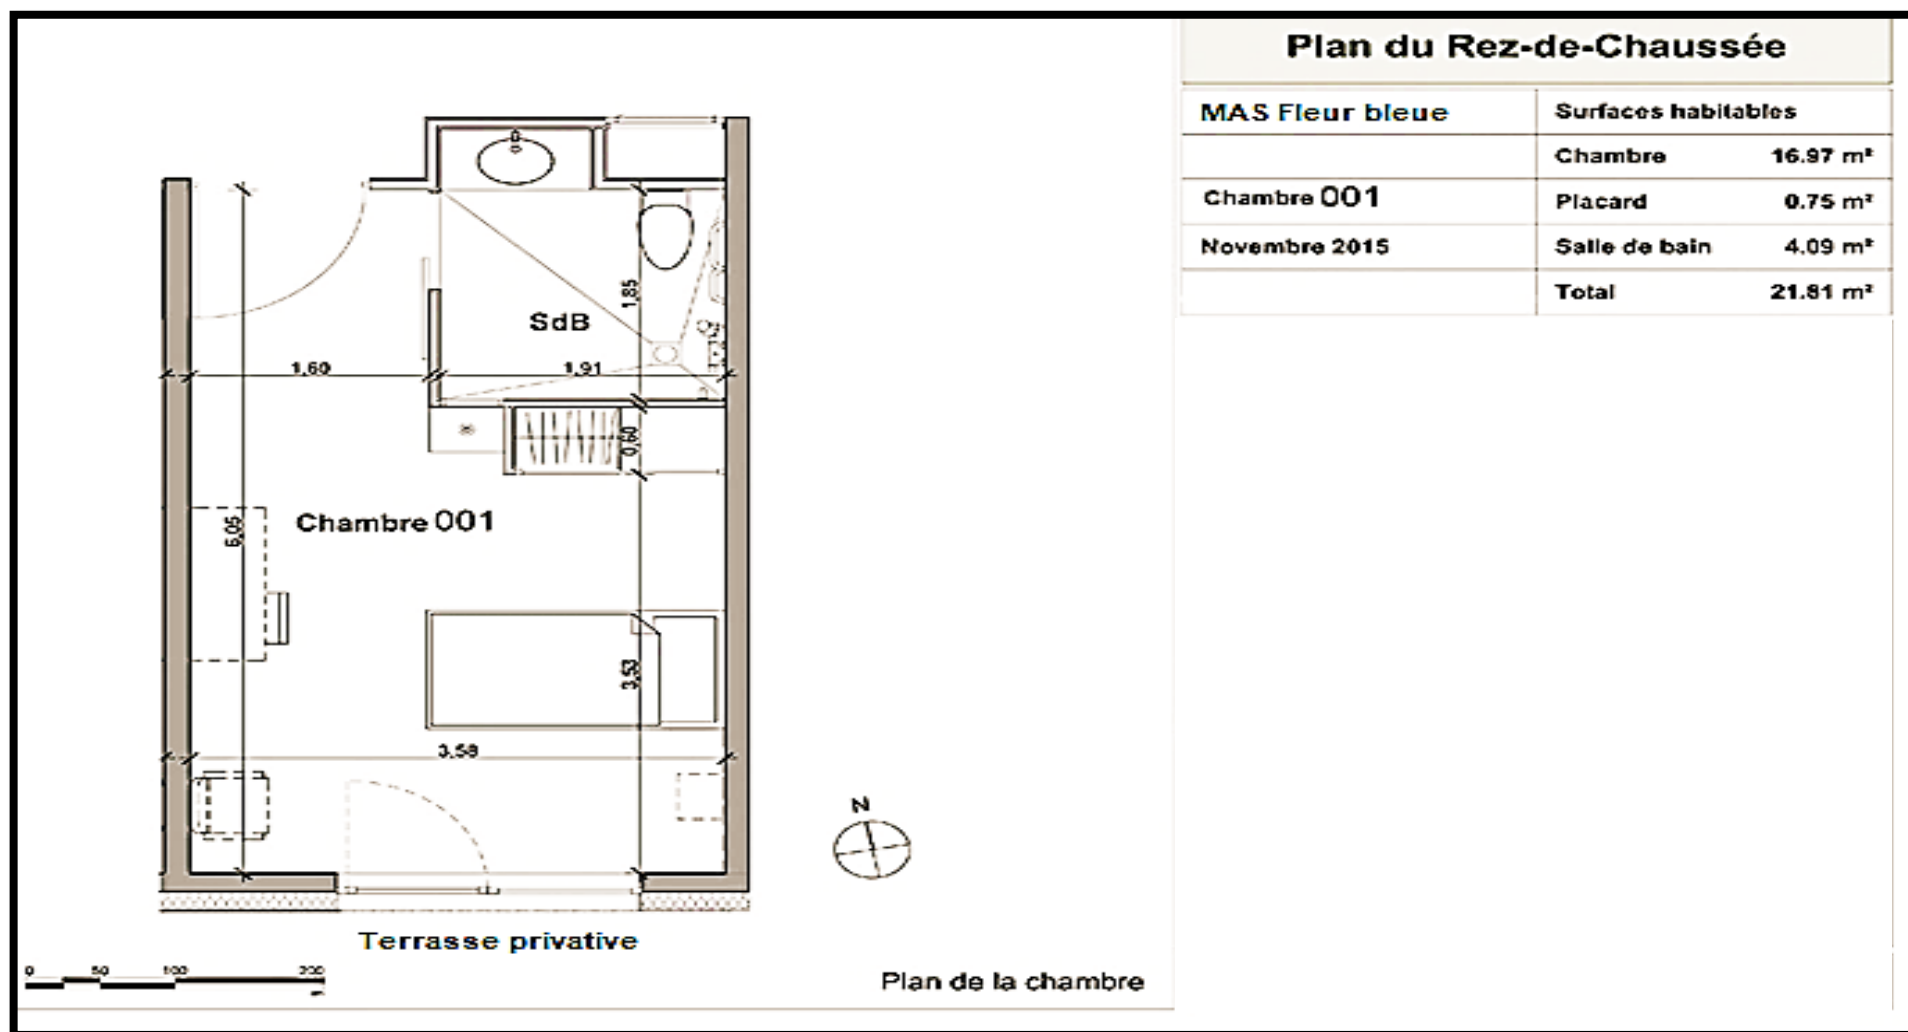 Plan du Rez-de-Chaussée
MAS Fleur bleue
Surfaces habitables
Chambre 16.97 m²
Chambre 001
Placard 0.75 m²
Novembre 2015
Salle de bain 4.09 m²
Total 21.81 m²
1,85
SdB
1,60
1,91
0,60
Chambre 001
6,05
3,53
3,58
N
Terrasse privative
0 50 100 200
Plan de la chambre